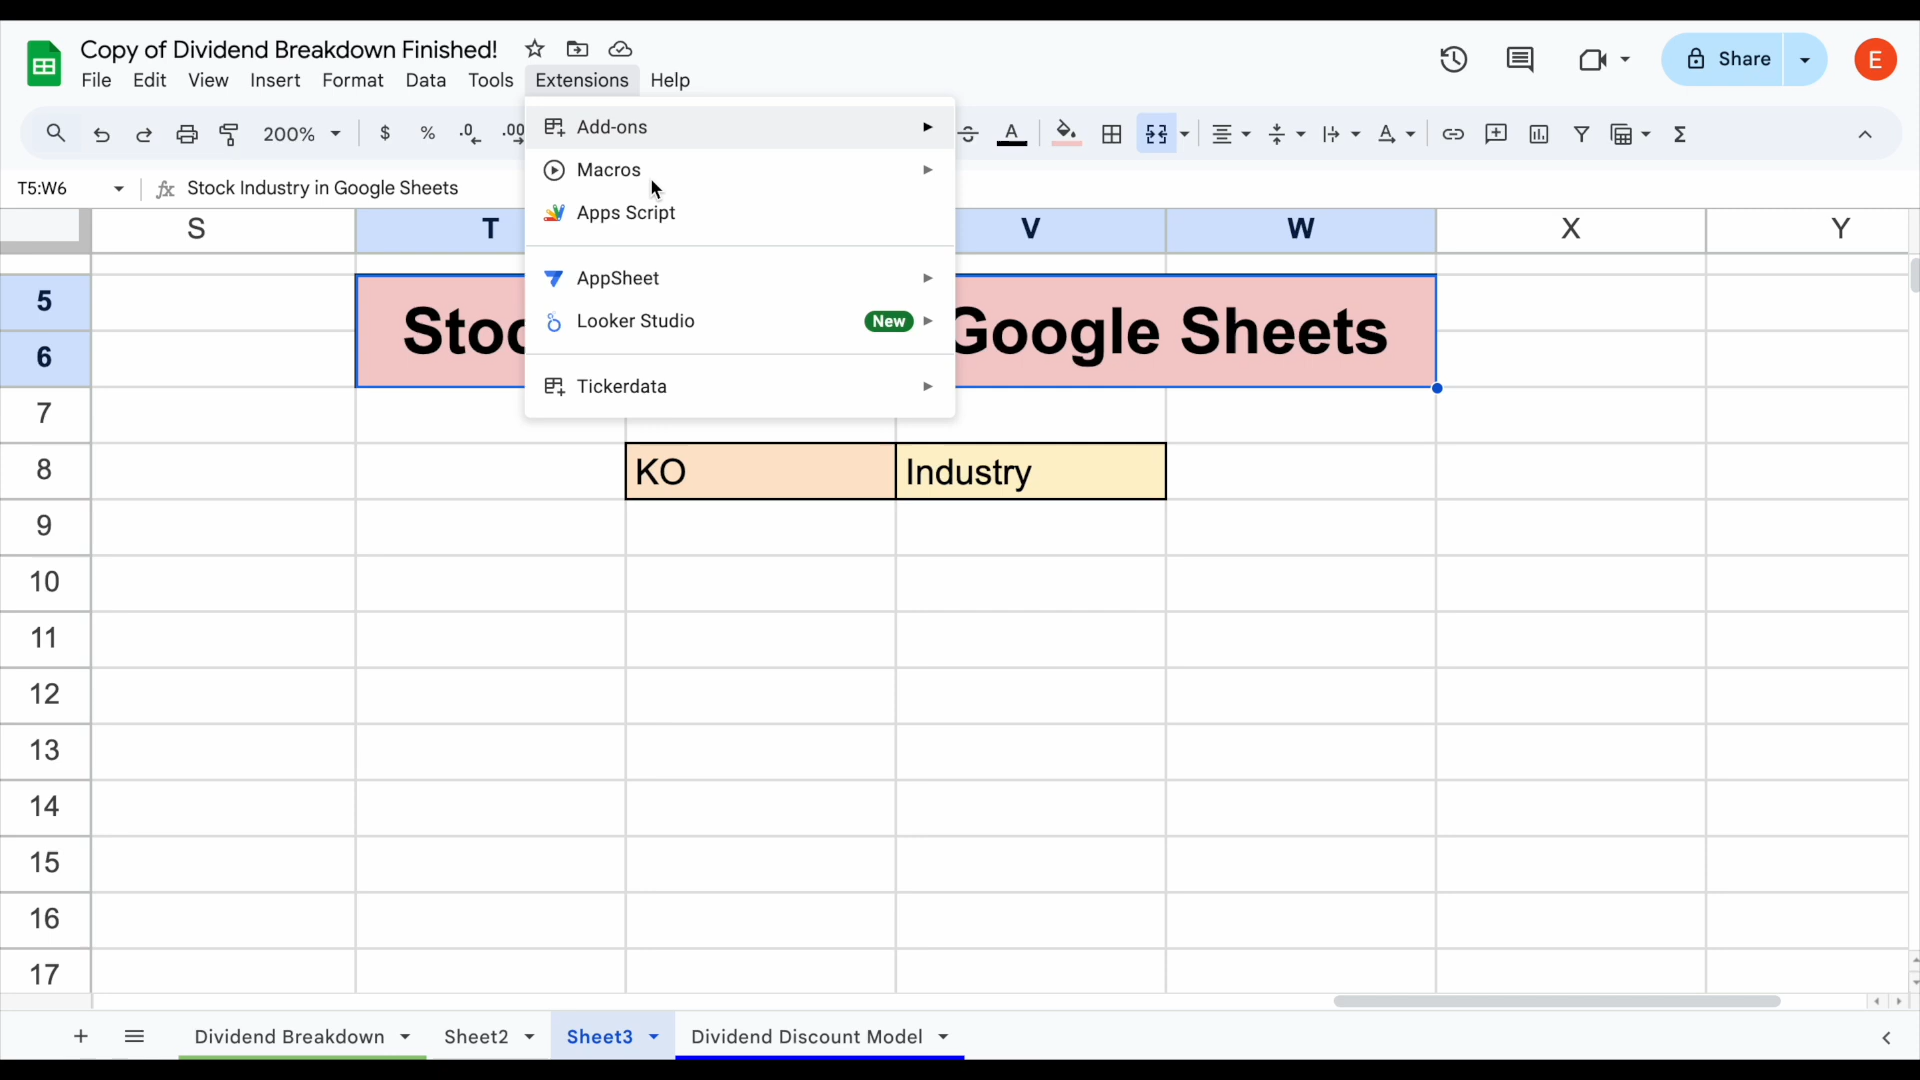 Copy of Dividend Breakdown Finished!
File Edit View Insert Format Data Tools Extensions Help
Share
E
200% $ % .0 .00 A
Add-ons
Macros
Apps Script
AppSheet
Looker Studio New
Tickerdata
T5:W6 fx Stock Industry in Google Sheets
S T V W X Y
5
Stoc Google Sheets
6
7
8 KO Industry
9
10
11
12
13
14
15
16
17
+ Dividend Breakdown Sheet2 Sheet3 Dividend Discount Model